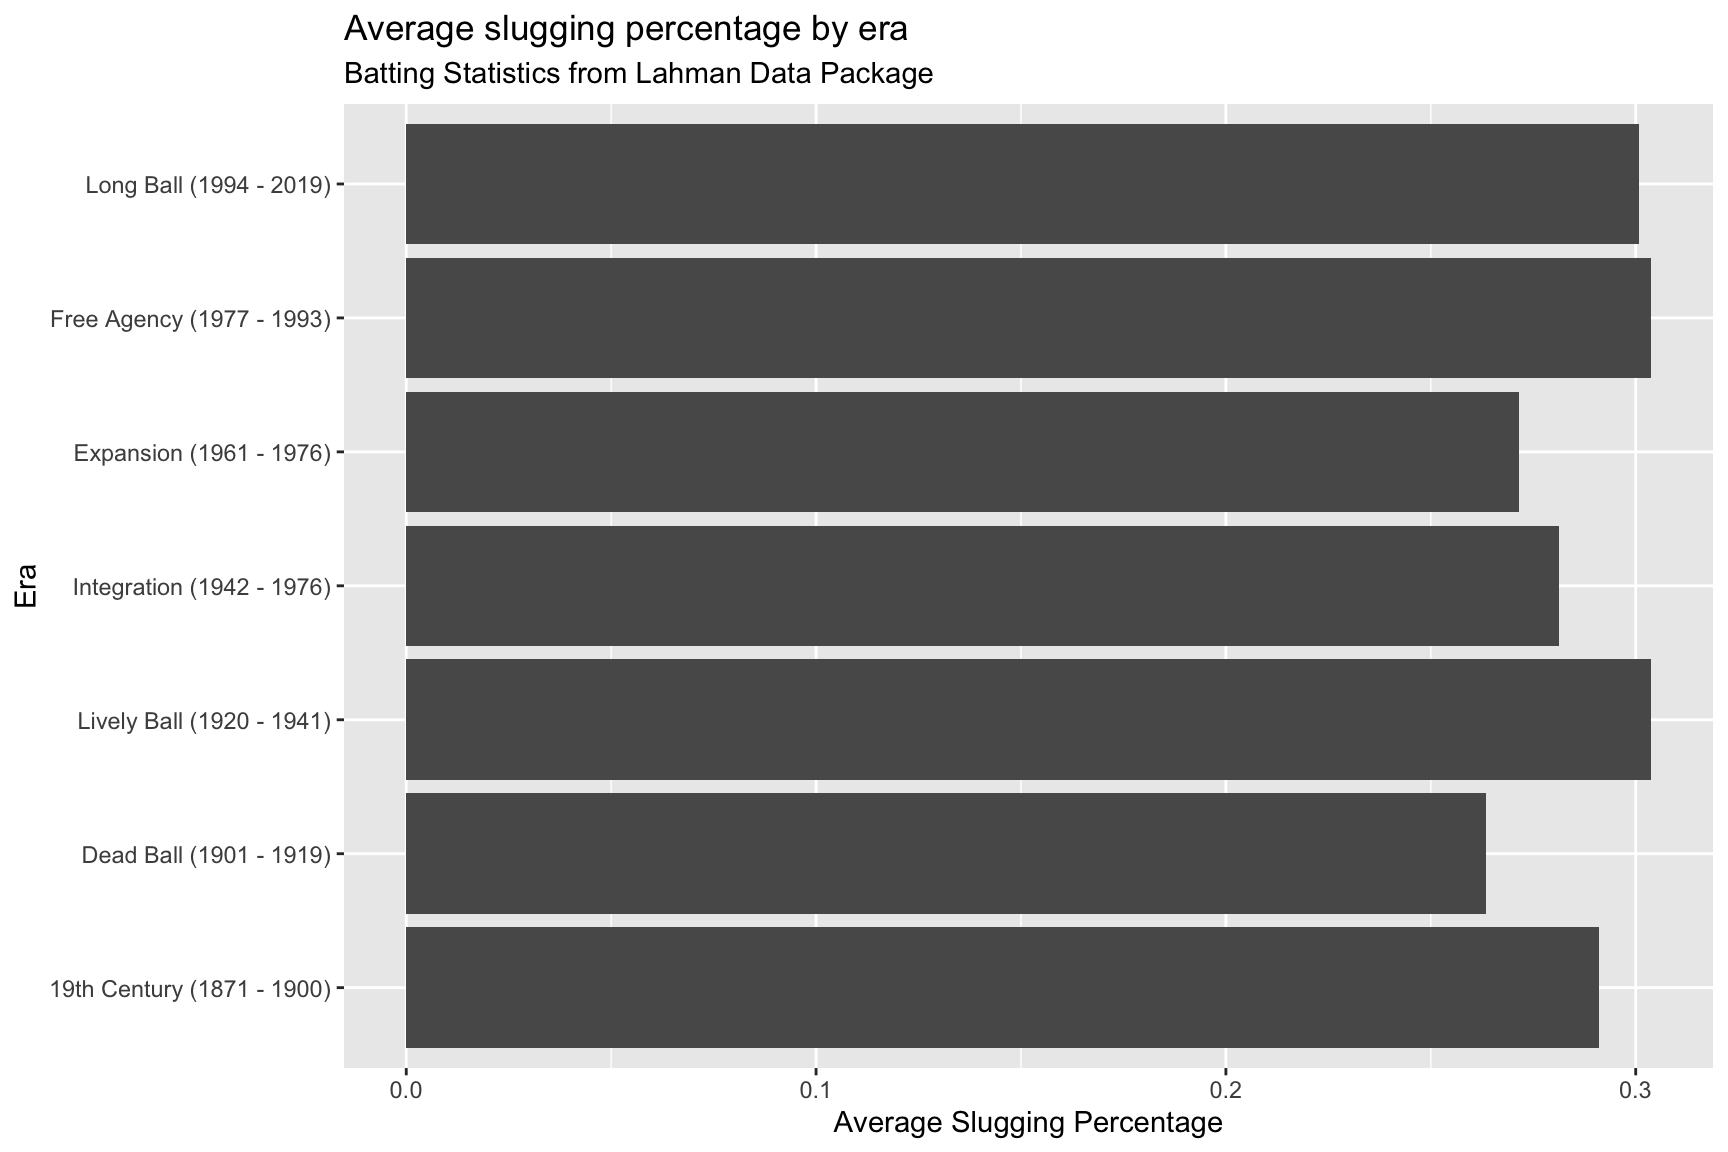 Average slugging percentage by era
Batting Statistics from Lahman Data Package
Long Ball (1994 - 2019)
Free Agency (1977 - 1993)
Expansion (1961 - 1976)
Integration (1942 - 1976)
Lively Ball (1920 - 1941)
Dead Ball (1901 - 1919)
19th Century (1871 - 1900)
Era
0.0 0.1 0.2 0.3
Average Slugging Percentage